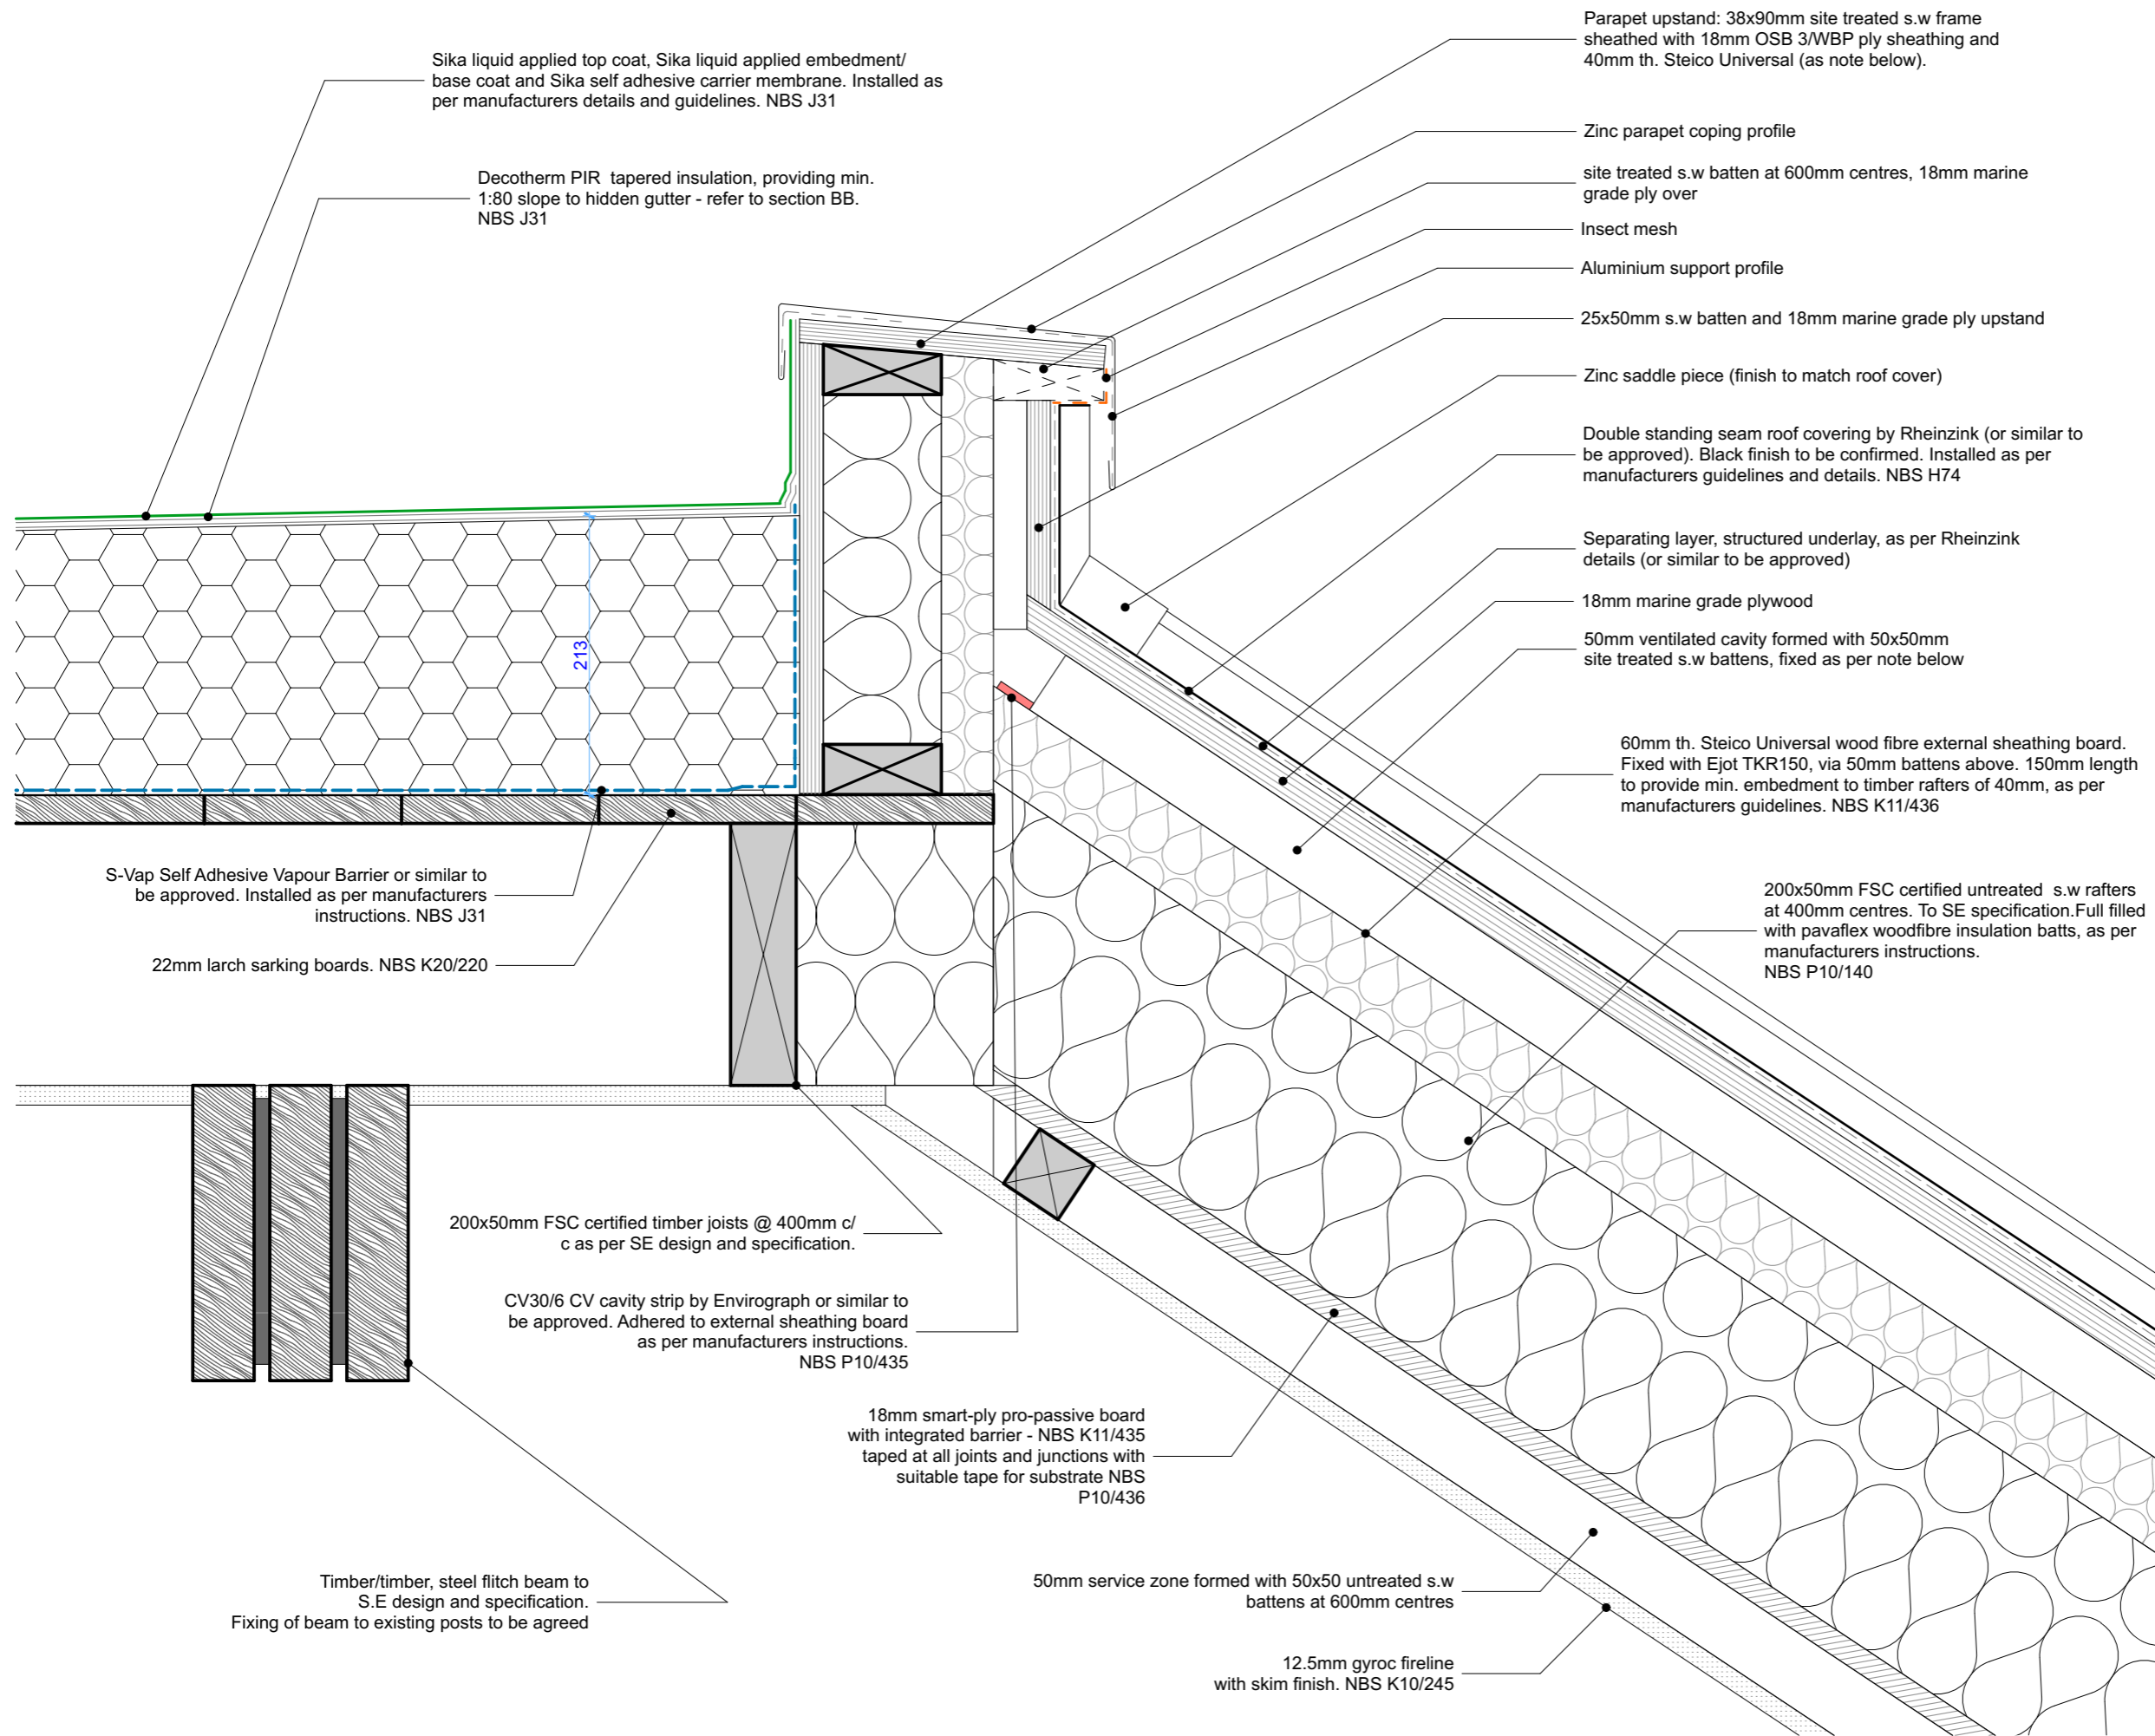 Sika liquid applied top coat, Sika liquid applied embedment/
base coat and Sika self adhesive carrier membrane. Installed as
per manufacturers details and guidelines. NBS J31
Decotherm PIR  tapered insulation, providing min.
1:80 slope to hidden gutter - refer to section BB.
NBS J31
Parapet upstand: 38x90mm site treated s.w frame
sheathed with 18mm OSB 3/WBP ply sheathing and
40mm th. Steico Universal (as note below).
Zinc parapet coping profile
site treated s.w batten at 600mm centres, 18mm marine
grade ply over
Insect mesh
Aluminium support profile
25x50mm s.w batten and 18mm marine grade ply upstand
Zinc saddle piece (finish to match roof cover)
Double standing seam roof covering by Rheinzink (or similar to
be approved). Black finish to be confirmed. Installed as per
manufacturers guidelines and details. NBS H74
Separating layer, structured underlay, as per Rheinzink
details (or similar to be approved)
18mm marine grade plywood
50mm ventilated cavity formed with 50x50mm
site treated s.w battens, fixed as per note below
60mm th. Steico Universal wood fibre external sheathing board.
Fixed with Ejot TKR150, via 50mm battens above. 150mm length
to provide min. embedment to timber rafters of 40mm, as per
manufacturers guidelines. NBS K11/436
200x50mm FSC certified untreated  s.w rafters
at 400mm centres. To SE specification.Full filled
with pavaflex woodfibre insulation batts, as per
manufacturers instructions.
NBS P10/140
213
S-Vap Self Adhesive Vapour Barrier or similar to
be approved. Installed as per manufacturers
instructions. NBS J31
22mm larch sarking boards. NBS K20/220
200x50mm FSC certified timber joists @ 400mm c/
c as per SE design and specification.
CV30/6 CV cavity strip by Envirograph or similar to
be approved. Adhered to external sheathing board
as per manufacturers instructions.
NBS P10/435
18mm smart-ply pro-passive board
with integrated barrier - NBS K11/435
taped at all joints and junctions with
suitable tape for substrate NBS
P10/436
Timber/timber, steel flitch beam to
S.E design and specification.
Fixing of beam to existing posts to be agreed
50mm service zone formed with 50x50 untreated s.w
battens at 600mm centres
12.5mm gyroc fireline
with skim finish. NBS K10/245